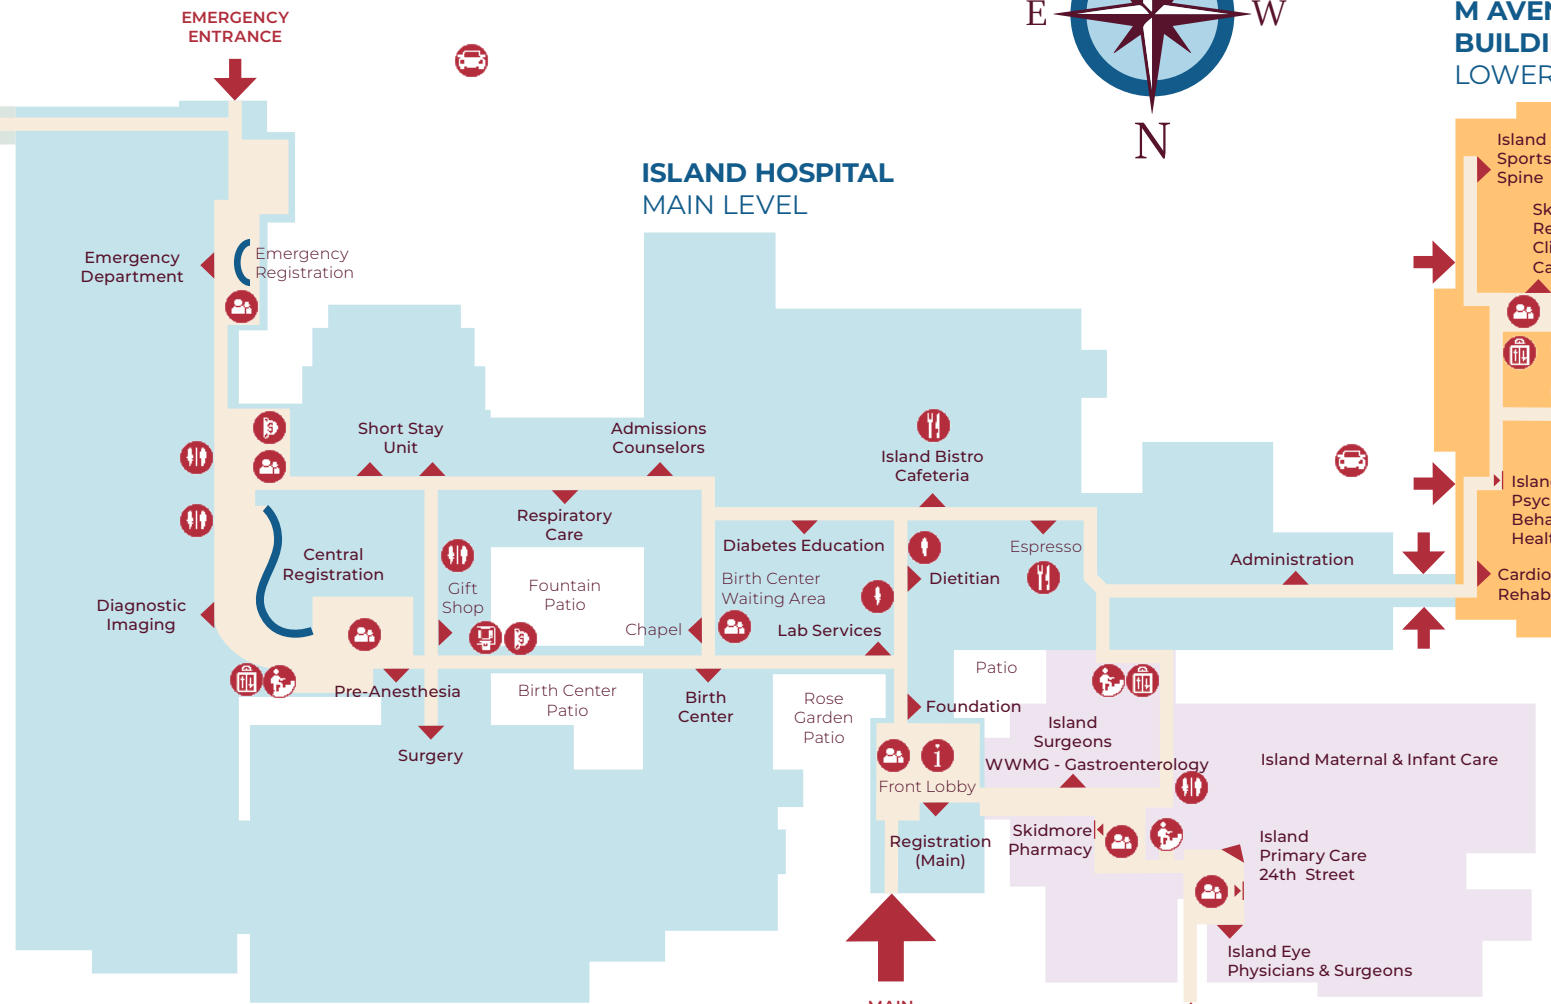 EMERGENCY
ENTRANCE
E
W
N
M
LOWER
ISLAND HOSPITAL
MAIN LEVEL
Island
Sports
Spine
Emergency
Department
Emergency
Registration
Short Stay
Unit
Admissions
Counselors
Island Bistro
Cafeteria
Respiratory
Care
Diabetes Education
Espresso
Central
Registration
Gift
Shop
Fountain
Patio
Birth Center
Waiting Area
Dietitian
Administration
Diagnostic
Imaging
Chapel
Lab Services
Cardio
Rehab
Pre-Anesthesia
Birth Center
Patio
Birth
Center
Rose
Garden
Patio
Patio
Foundation
Surgery
Island
Surgeons
WWMG - Gastroenterology
Island Maternal & Infant Care
Front Lobby
Registration
(Main)
Skidmore
Pharmacy
Island
Primary Care
24th Street
Island Eye
Physicians & Surgeons
MAIN